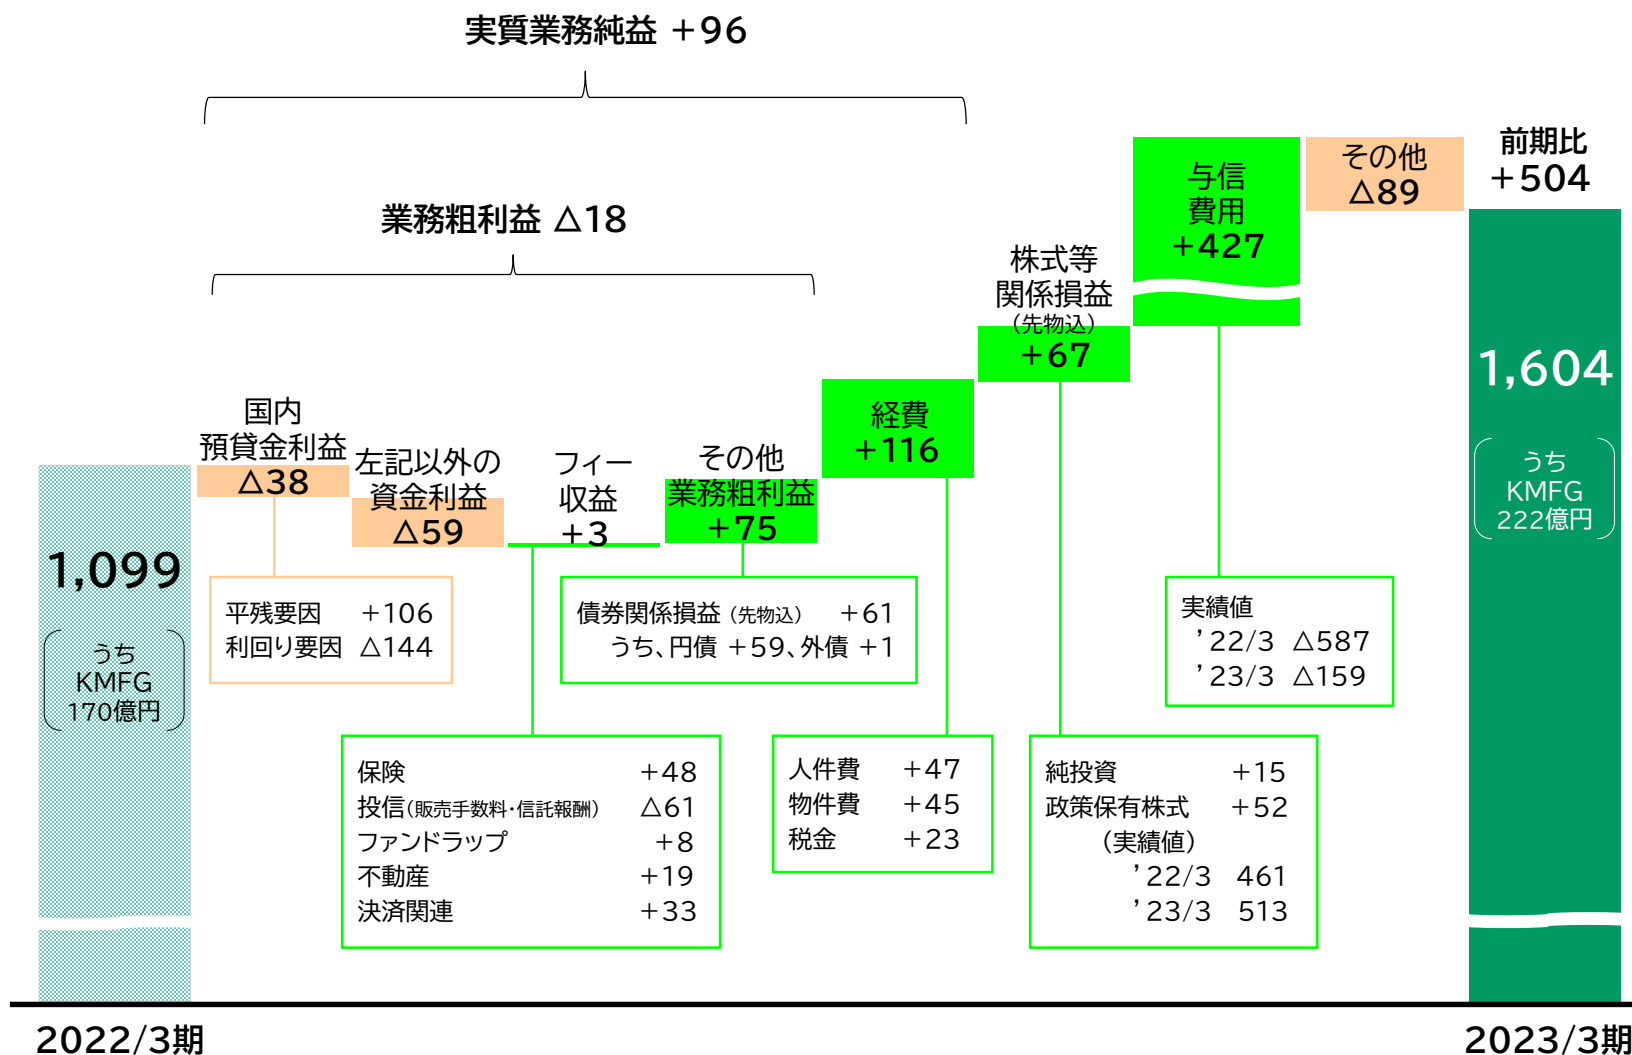 実質業務純益 +96
業務粗利益 △18
国内
預貸金利益
△38
左記以外の
資金利益
△59
フィー
収益
+3
その他
業務粗利益
+75
経費
+116
株式等
関係損益
(先物込)
+67
与信
費用
+427
その他
△89
前期比
+504
1,099
うち
KMFG
170億円
1,604
うち
KMFG
222億円
平残要因 +106
利回り要因 △144
債券関係損益 (先物込) +61
うち、円債 +59、外債 +1
実績値
'22/3 △587
'23/3 △159
保険 +48
投信(販売手数料・信託報酬) △61
ファンドラップ +8
不動産 +19
決済関連 +33
人件費 +47
物件費 +45
税金 +23
純投資 +15
政策保有株式 +52
(実績値)
'22/3 461
'23/3 513
2022/3期
2023/3期